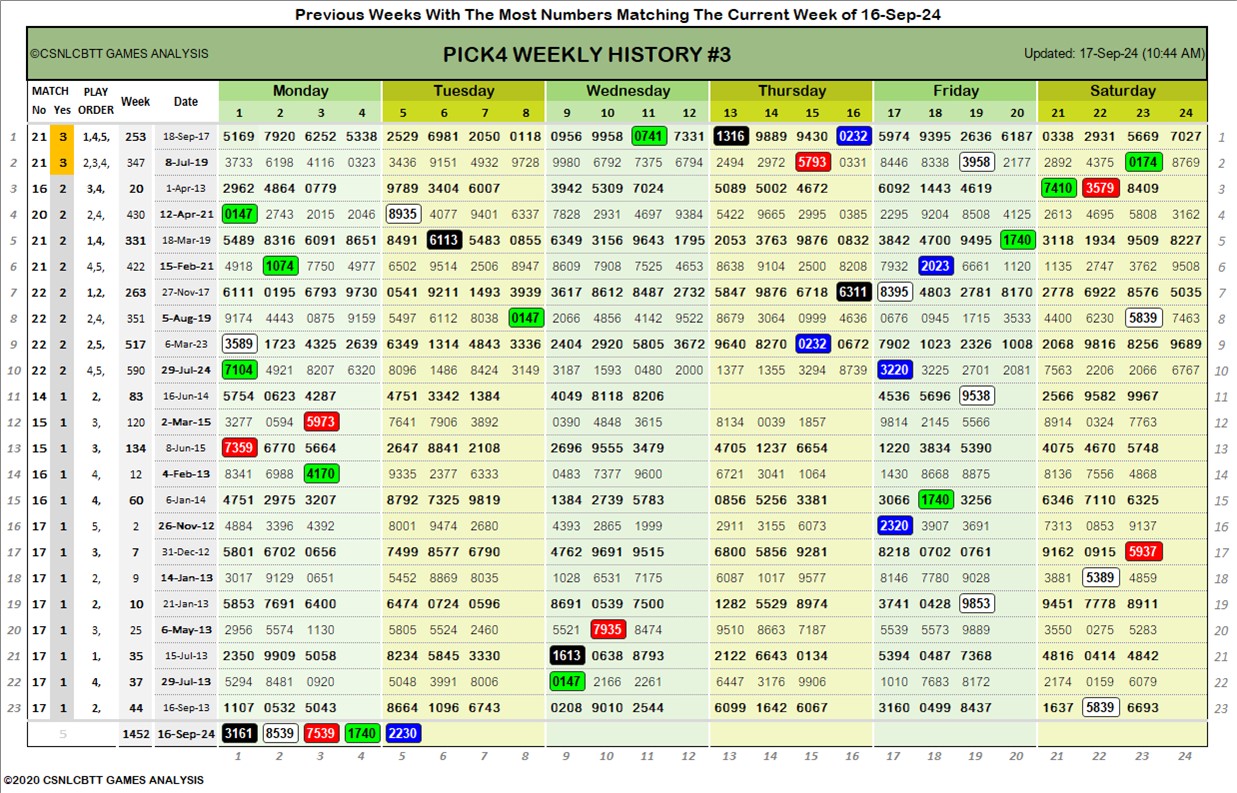 Previous Weeks With The Most Numbers Matching The Current Week of 16-Sep-24
©CSNLCBTT GAMES ANALYSIS PICK4 WEEKLY HISTORY #3 Updated: 17-Sep-24 (10:44 AM)
MATCH PLAY Week Date Monday Tuesday Wednesday Thursday Friday Saturday
No Yes ORDER 1 2 3 4 5 6 7 8 9 10 11 12 13 14 15 16 17 18 19 20 21 22 23 24
1 21 3 1,4,5, 253 18-Sep-17 5169 7920 6252 5338 2529 6981 2050 0118 0956 9958 0741 7331 1316 9889 9430 0232 5974 9395 2636 6187 0338 2931 5669 7027 1
2 21 3 2,3,4, 347 8-Jul-19 3733 6198 4116 0323 3436 9151 4932 9728 9980 6792 7375 6794 2494 2972 5793 0331 8446 8338 3958 2177 2892 4375 0174 8769 2
3 16 2 3,4, 20 1-Apr-13 2962 4864 0779 9789 3404 6007 3942 5309 7024 5089 5002 4672 6092 1443 4619 7410 3579 8409 3
4 20 2 2,4, 430 12-Apr-21 0147 2743 2015 2046 8935 4077 9401 6337 7828 2931 4697 9384 5422 9665 2995 0385 2295 9204 8508 4125 2613 4695 5808 3162 4
5 21 2 1,4, 331 18-Mar-19 5489 8316 6091 8651 8491 6113 5483 0855 6349 3156 9643 1795 2053 3763 9876 0832 3842 4700 9495 1740 3118 1934 9509 8227 5
6 21 2 4,5, 422 15-Feb-21 4918 1074 7750 4977 6502 9514 2506 8947 8609 7908 7525 4653 8638 9104 2500 8208 7932 2023 6661 1120 1135 2747 3762 9508 6
7 22 2 1,2, 263 27-Nov-17 6111 0195 6793 9730 0541 9211 1493 3939 3617 8612 8487 2732 5847 9876 6718 6311 8395 4803 2781 8170 2778 6922 8576 5035 7
8 22 2 2,4, 351 5-Aug-19 9174 4443 0875 9159 5497 6112 8038 0147 2066 4856 4142 9522 8679 3064 0999 4636 0676 0945 1715 3533 4400 6230 5839 7463 8
9 22 2 2,5, 517 6-Mar-23 3589 1723 4325 2639 6349 1314 4843 3336 2404 2920 5805 3672 9640 8270 0232 0672 7902 1023 2326 1008 2068 9816 8256 9689 9
10 22 2 4,5, 590 29-Jul-24 7104 4921 8207 6320 8096 1486 8424 3149 3187 1593 0480 2000 1377 1355 3294 8739 3220 3225 2701 2081 7563 2206 2066 6767 10
11 14 1 2, 83 16-Jun-14 5754 0623 4287 4751 3342 1384 4049 8118 8206 4536 5696 9538 2566 9582 9967 11
12 15 1 3, 120 2-Mar-15 3277 0594 5973 7641 7906 3892 0390 4848 3615 8134 0039 1857 9814 2145 5566 8914 0324 7763 12
13 15 1 3, 134 8-Jun-15 7359 6770 5664 2647 8841 2108 2696 9555 3479 4705 1237 6654 1220 3834 5390 4075 4670 5748 13
14 16 1 4, 12 4-Feb-13 8341 6988 4170 9335 2377 6333 0483 7377 9600 6721 3041 1064 1430 8668 8875 8136 7556 4868 14
15 16 1 4, 60 6-Jan-14 4751 2975 3207 8792 7325 9819 1384 2739 5783 0856 5256 3381 3066 1740 3256 6346 7110 6325 15
16 17 1 5, 2 26-Nov-12 4884 3396 4392 8001 9474 2680 4393 2865 1999 2911 3155 6073 2320 3907 3691 7313 0853 9137 16
17 17 1 3, 7 31-Dec-12 5801 6702 0656 7499 8577 6790 4762 9691 9515 6800 5856 9281 8218 0702 0761 9162 0915 5937 17
18 17 1 2, 9 14-Jan-13 3017 9129 0651 5452 8869 8035 1028 6531 7175 6087 1017 9577 8146 7780 9028 3881 5389 4859 18
19 17 1 2, 10 21-Jan-13 5853 7691 6400 6474 0724 0596 8691 0539 7500 1282 5529 8974 3741 0428 9853 9451 7778 8911 19
20 17 1 3, 25 6-May-13 2956 5574 1130 5805 5524 2460 5521 7935 8474 9510 8663 7187 5539 5573 9889 3550 0275 5283 20
21 17 1 1, 35 15-Jul-13 2350 9909 5058 8234 5845 3330 1613 0638 8793 2122 6643 0134 5394 0487 7368 4816 0414 4842 21
22 17 1 4, 37 29-Jul-13 5294 8481 0920 5048 3991 8006 0147 2166 2261 6447 3176 9906 1010 7683 8172 2174 0159 6079 22
23 17 1 2, 44 16-Sep-13 1107 0532 5043 8664 1096 6743 0208 9010 2544 6099 1642 6067 3160 0499 8437 1637 5839 6693 23
5 1452 16-Sep-24 3161 8539 7539 1740 2230
1 2 3 4 5 6 7 8 9 10 11 12 13 14 15 16 17 18 19 20 21 22 23 24
©2020 CSNLCBTT GAMES ANALYSIS